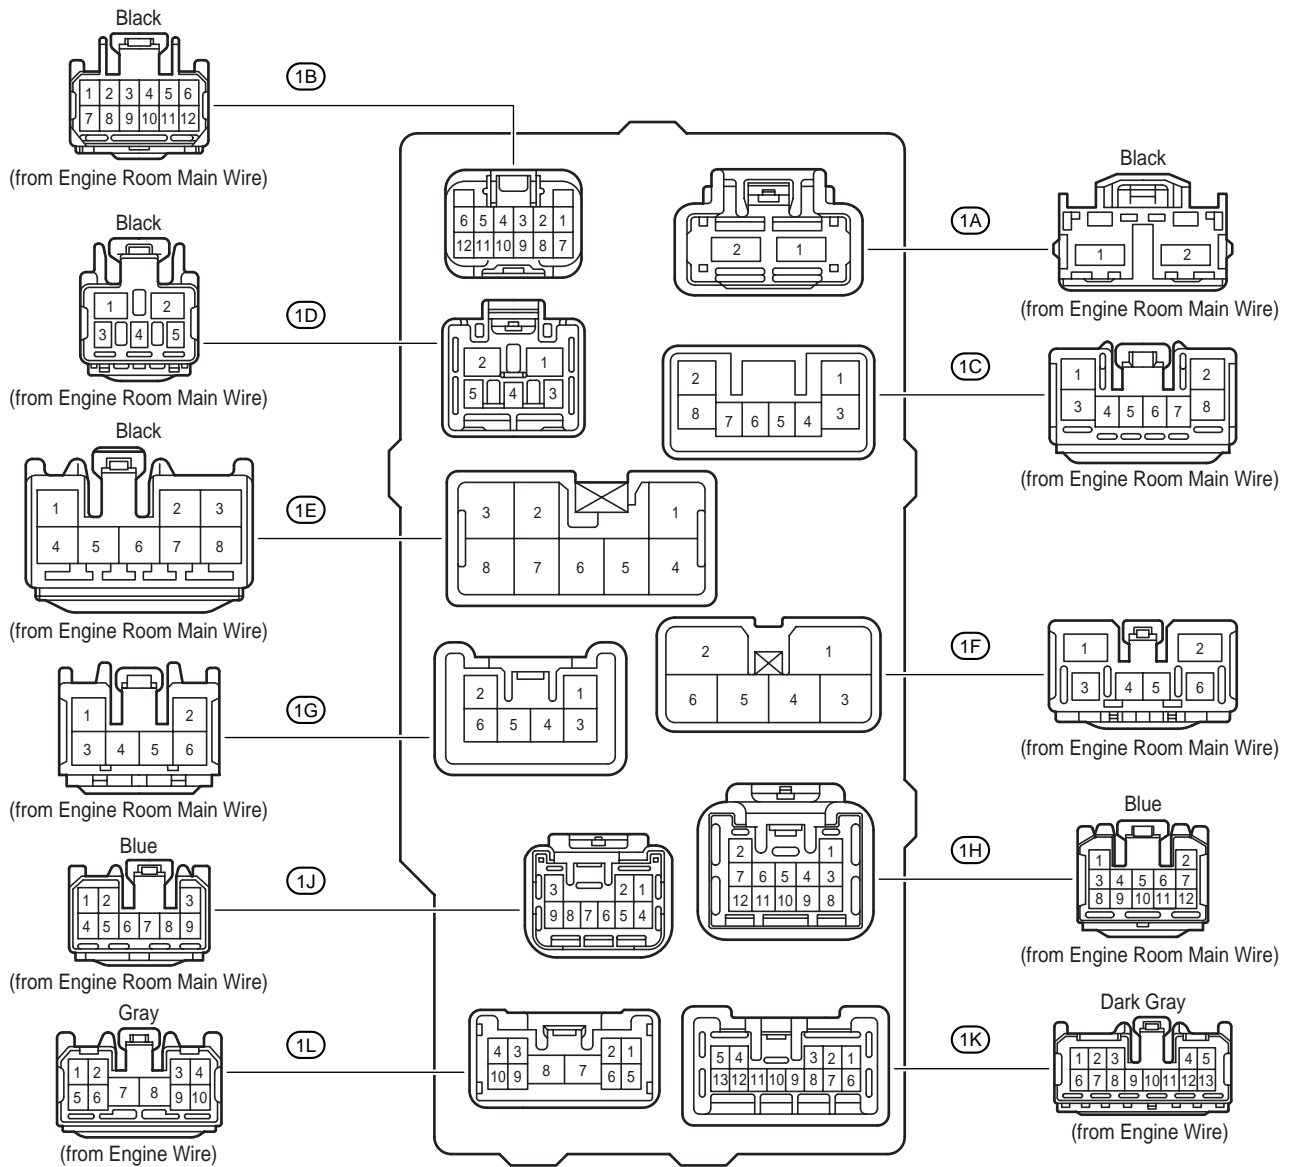 Black
1B
1 2 3 4 5 6
7 8 9 10 11 12
(from Engine Room Main Wire)
6 5 4 3 2 1
12 11 10 9 8 7
2 1
1A
Black
1 2
(from Engine Room Main Wire)
Black
1D
1 2
3 4 5
(from Engine Room Main Wire)
2 1
5 4 3
2 1
8 7 6 5 4 3
1C
1 2
3 4 5 6 7 8
(from Engine Room Main Wire)
Black
1E
1 2 3
4 5 6 7 8
(from Engine Room Main Wire)
3 2 1
8 7 6 5 4
2 1
6 5 4 3
1F
1 2
3 4 5 6
(from Engine Room Main Wire)
1G
1 2
3 4 5 6
(from Engine Room Main Wire)
2 1
6 5 4 3
2 1
7 6 5 4 3
12 11 10 9 8
1H
Blue
1 2
3 4 5 6 7
8 9 10 11 12
(from Engine Room Main Wire)
Blue
1J
1 2 3
4 5 6 7 8 9
(from Engine Room Main Wire)
3 2 1
9 8 7 6 5 4
Gray
1L
1 2 3 4
5 6 7 8 9 10
(from Engine Wire)
4 3 2 1
10 9 8 7 6 5
5 4 3 2 1
13 12 11 10 9 8 7 6
1K
Dark Gray
1 2 3 4 5
6 7 8 9 10 11 12 13
(from Engine Wire)